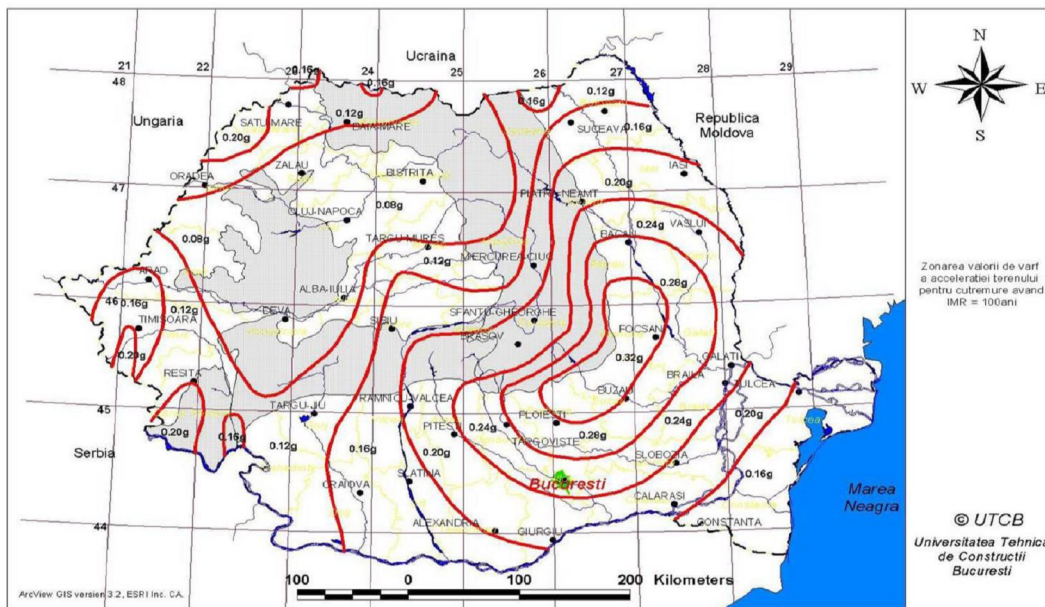 Ucraina
N
W E
S
21 22 23 24 25 26 27 28 29
48
47
46
45
44
Ungaria
Republica
Moldova
Serbia
Marea
Neagra
0.16g
0.16g
0.16g
0.12g
0.12g
0.16g
0.20g
0.20g
0.08g
0.08g
0.24g
0.12g
0.28g
0.16g
0.12g
0.20g
0.32g
0.20g
0.16g
0.12g
0.16g
0.24g
0.20g
0.28g
0.24g
0.20g
0.16g
SATU-MARE
BAIA-MARE
SUCEAVA
ORADEA
ZALAU
BISTRITA
IASI
PIATRA-NEAMT
CLUJ-NAPOCA
TARGU-MURES
BACAU
VASLUI
MIERCUREA-CIUC
ARAD
ALBA-IULIA
TIMISOARA
DEVA
SIBIU
SFANTU-GHEORGHE
BRASOV
FOCSANI
GALATI
RESITA
BRAILA
TULCEA
BUZAU
TARGU-JIU
RAMNICU-VALCEA
PITESTI
PLOIESTI
TARGOVISTE
SLOBOZIA
SLATINA
CRAIOVA
Bucuresti
CALARASI
ALEXANDRIA
GIURGIU
CONSTANTA
Zonarea valorii de varf
a acceleratiei terenului
pentru cutremure avand
IMR = 100ani
© UTCB
Universitatea Tehnica
de Constructii
Bucuresti
100 0 100 200 Kilometers
ArcView GIS version 3.2, ESRI Inc. CA.